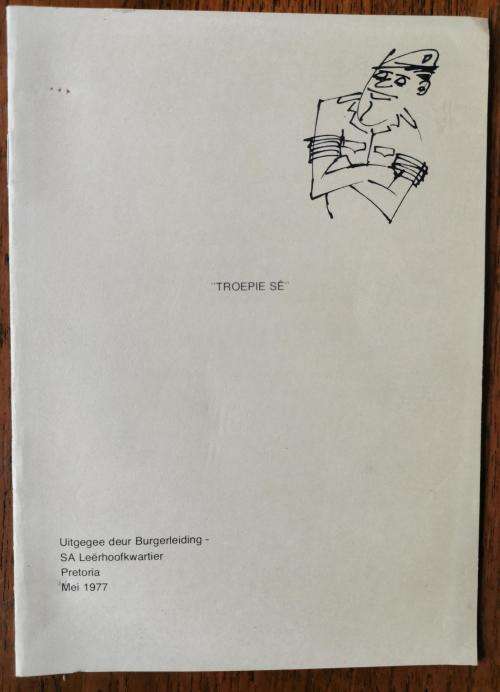 "TROEPIE SÊ"
Uitgegee deur Burgerleiding -
SA Leërhoofkwartier
Pretoria
Mei 1977